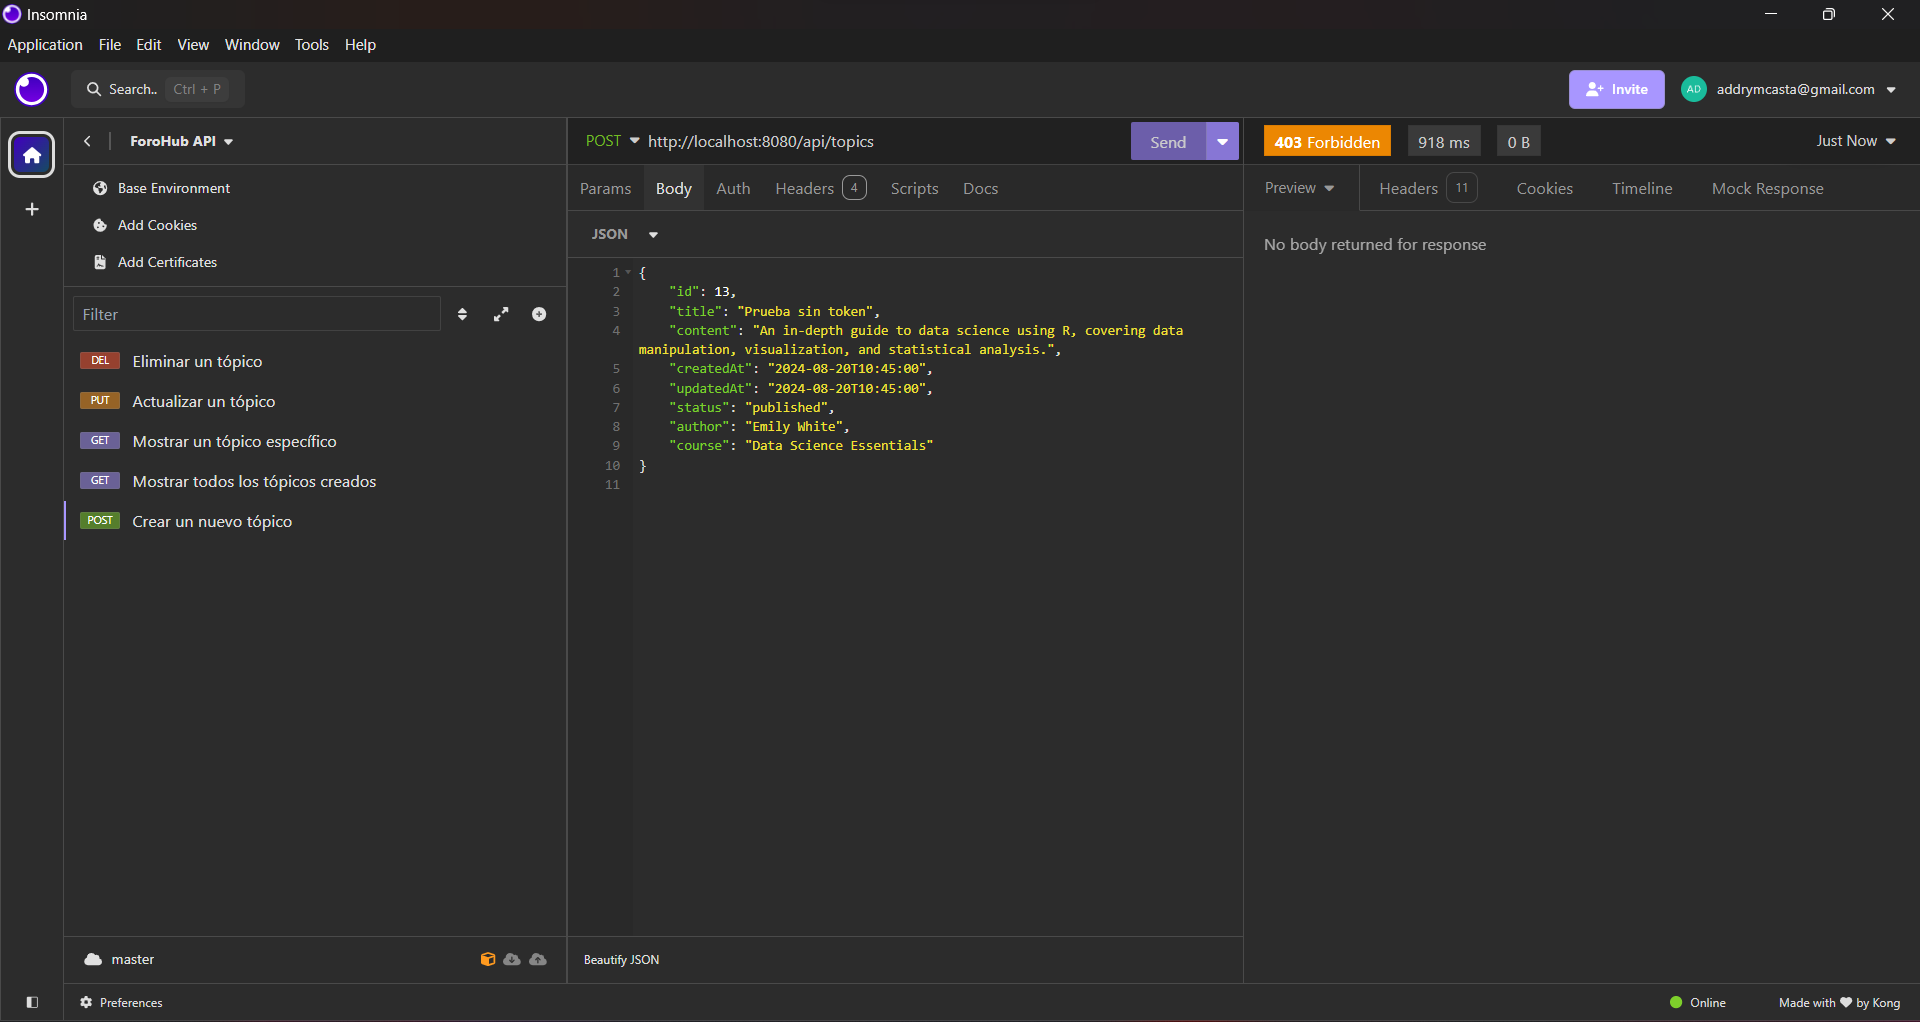 Insomnia
Application File Edit View Window Tools Help
Search.. Ctrl + P
Invite
AD addrymcasta@gmail.com
ForoHub API
POST http://localhost:8080/api/topics
Send
403 Forbidden 918 ms 0 B
Just Now
Base Environment
Add Cookies
Add Certificates
Params Body Auth Headers 4 Scripts Docs
Preview Headers 11 Cookies Timeline Mock Response
JSON
No body returned for response
Filter
DEL Eliminar un tópico
PUT Actualizar un tópico
GET Mostrar un tópico específico
GET Mostrar todos los tópicos creados
POST Crear un nuevo tópico
1 {
2 "id": 13,
3 "title": "Prueba sin token",
4 "content": "An in-depth guide to data science using R, covering data
manipulation, visualization, and statistical analysis.",
5 "createdAt": "2024-08-20T10:45:00",
6 "updatedAt": "2024-08-20T10:45:00",
7 "status": "published",
8 "author": "Emily White",
9 "course": "Data Science Essentials"
10 }
11
master
Beautify JSON
Preferences
Online
Made with ♥ by Kong